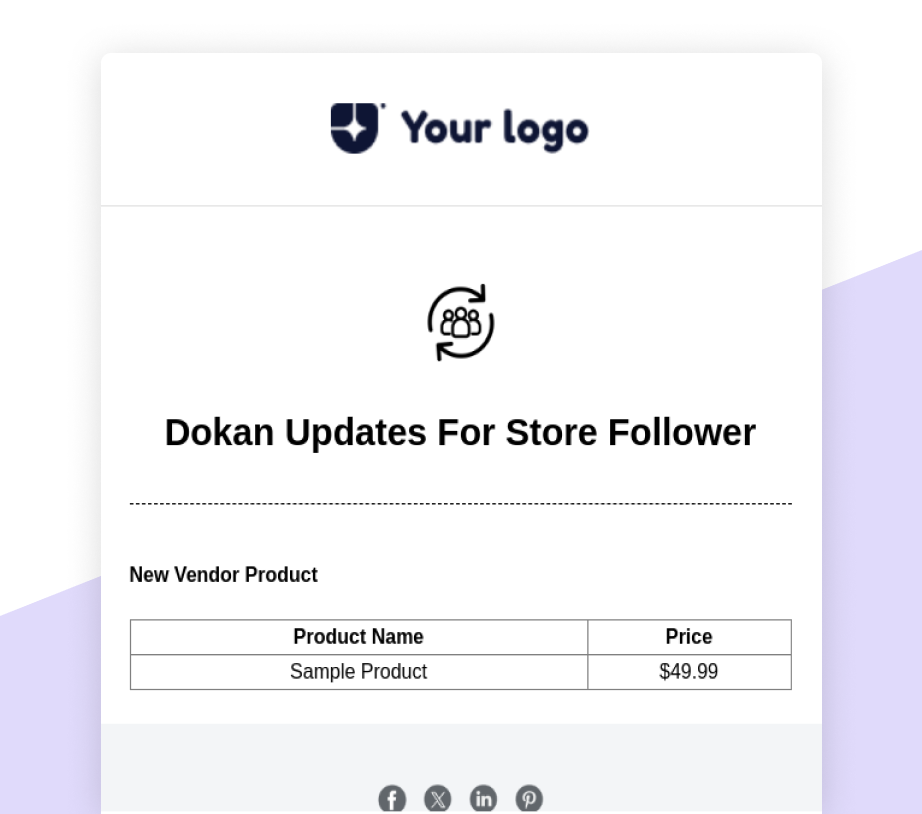 Your logo
Dokan Updates For Store Follower
New Vendor Product
Product Name Price
Sample Product $49.99